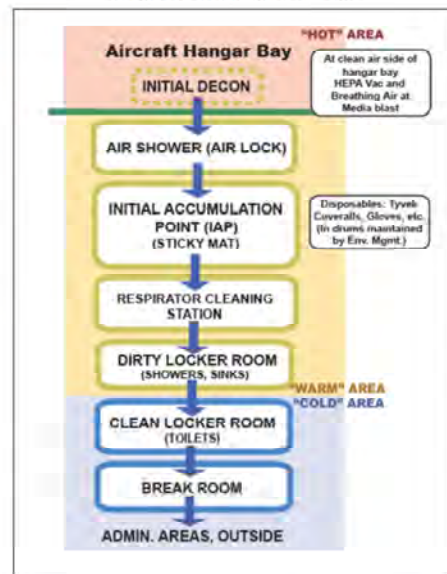 "HOT" AREA
Aircraft Hangar Bay
INITIAL DECON
At clean air side of
hangar bay
HEPA Vac and
Breathing Air at
Media blast
AIR SHOWER (AIR LOCK)
INITIAL ACCUMULATION
POINT (IAP)
(STICKY MAT)
Disposables: Tyvek
Coveralls, Gloves, etc.
(In drums maintained
by Env. Mgmt.)
RESPIRATOR CLEANING
STATION
DIRTY LOCKER ROOM
(SHOWERS, SINKS)
"WARM" AREA
"COLD" AREA
CLEAN LOCKER ROOM
(TOILETS)
BREAK ROOM
ADMIN. AREAS, OUTSIDE